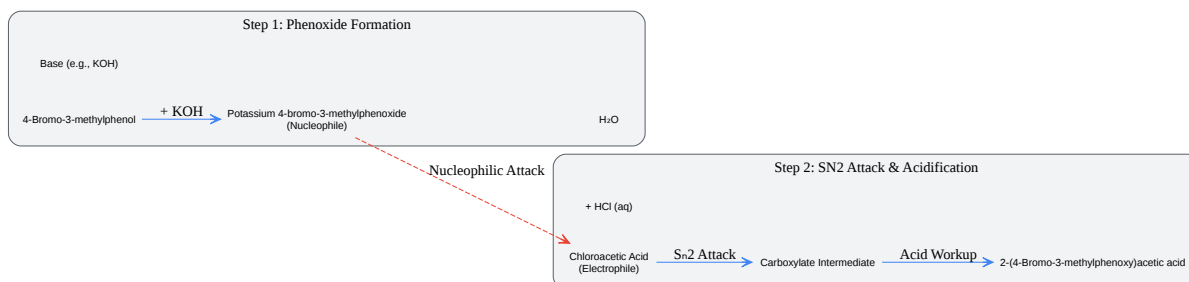 Step 1: Phenoxide Formation
Base (e.g., KOH)
4-Bromo-3-methylphenol
+ KOH
Potassium 4-bromo-3-methylphenoxide
(Nucleophile)
H₂O
Nucleophilic Attack
Step 2: SN2 Attack & Acidification
+ HCl (aq)
Chloroacetic Acid
(Electrophile)
Sₙ2 Attack
Carboxylate Intermediate
Acid Workup
2-(4-Bromo-3-methylphenoxy)acetic acid